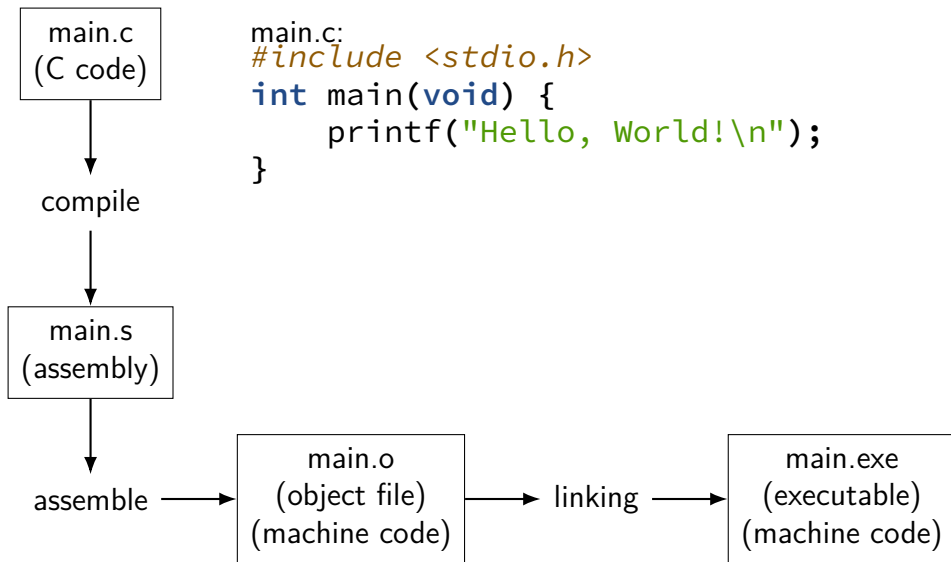 main.c
(C code)
main.c:
#include <stdio.h>
int main(void) {
    printf("Hello, World!\n");
}
compile
main.s
(assembly)
assemble
main.o
(object file)
(machine code)
linking
main.exe
(executable)
(machine code)